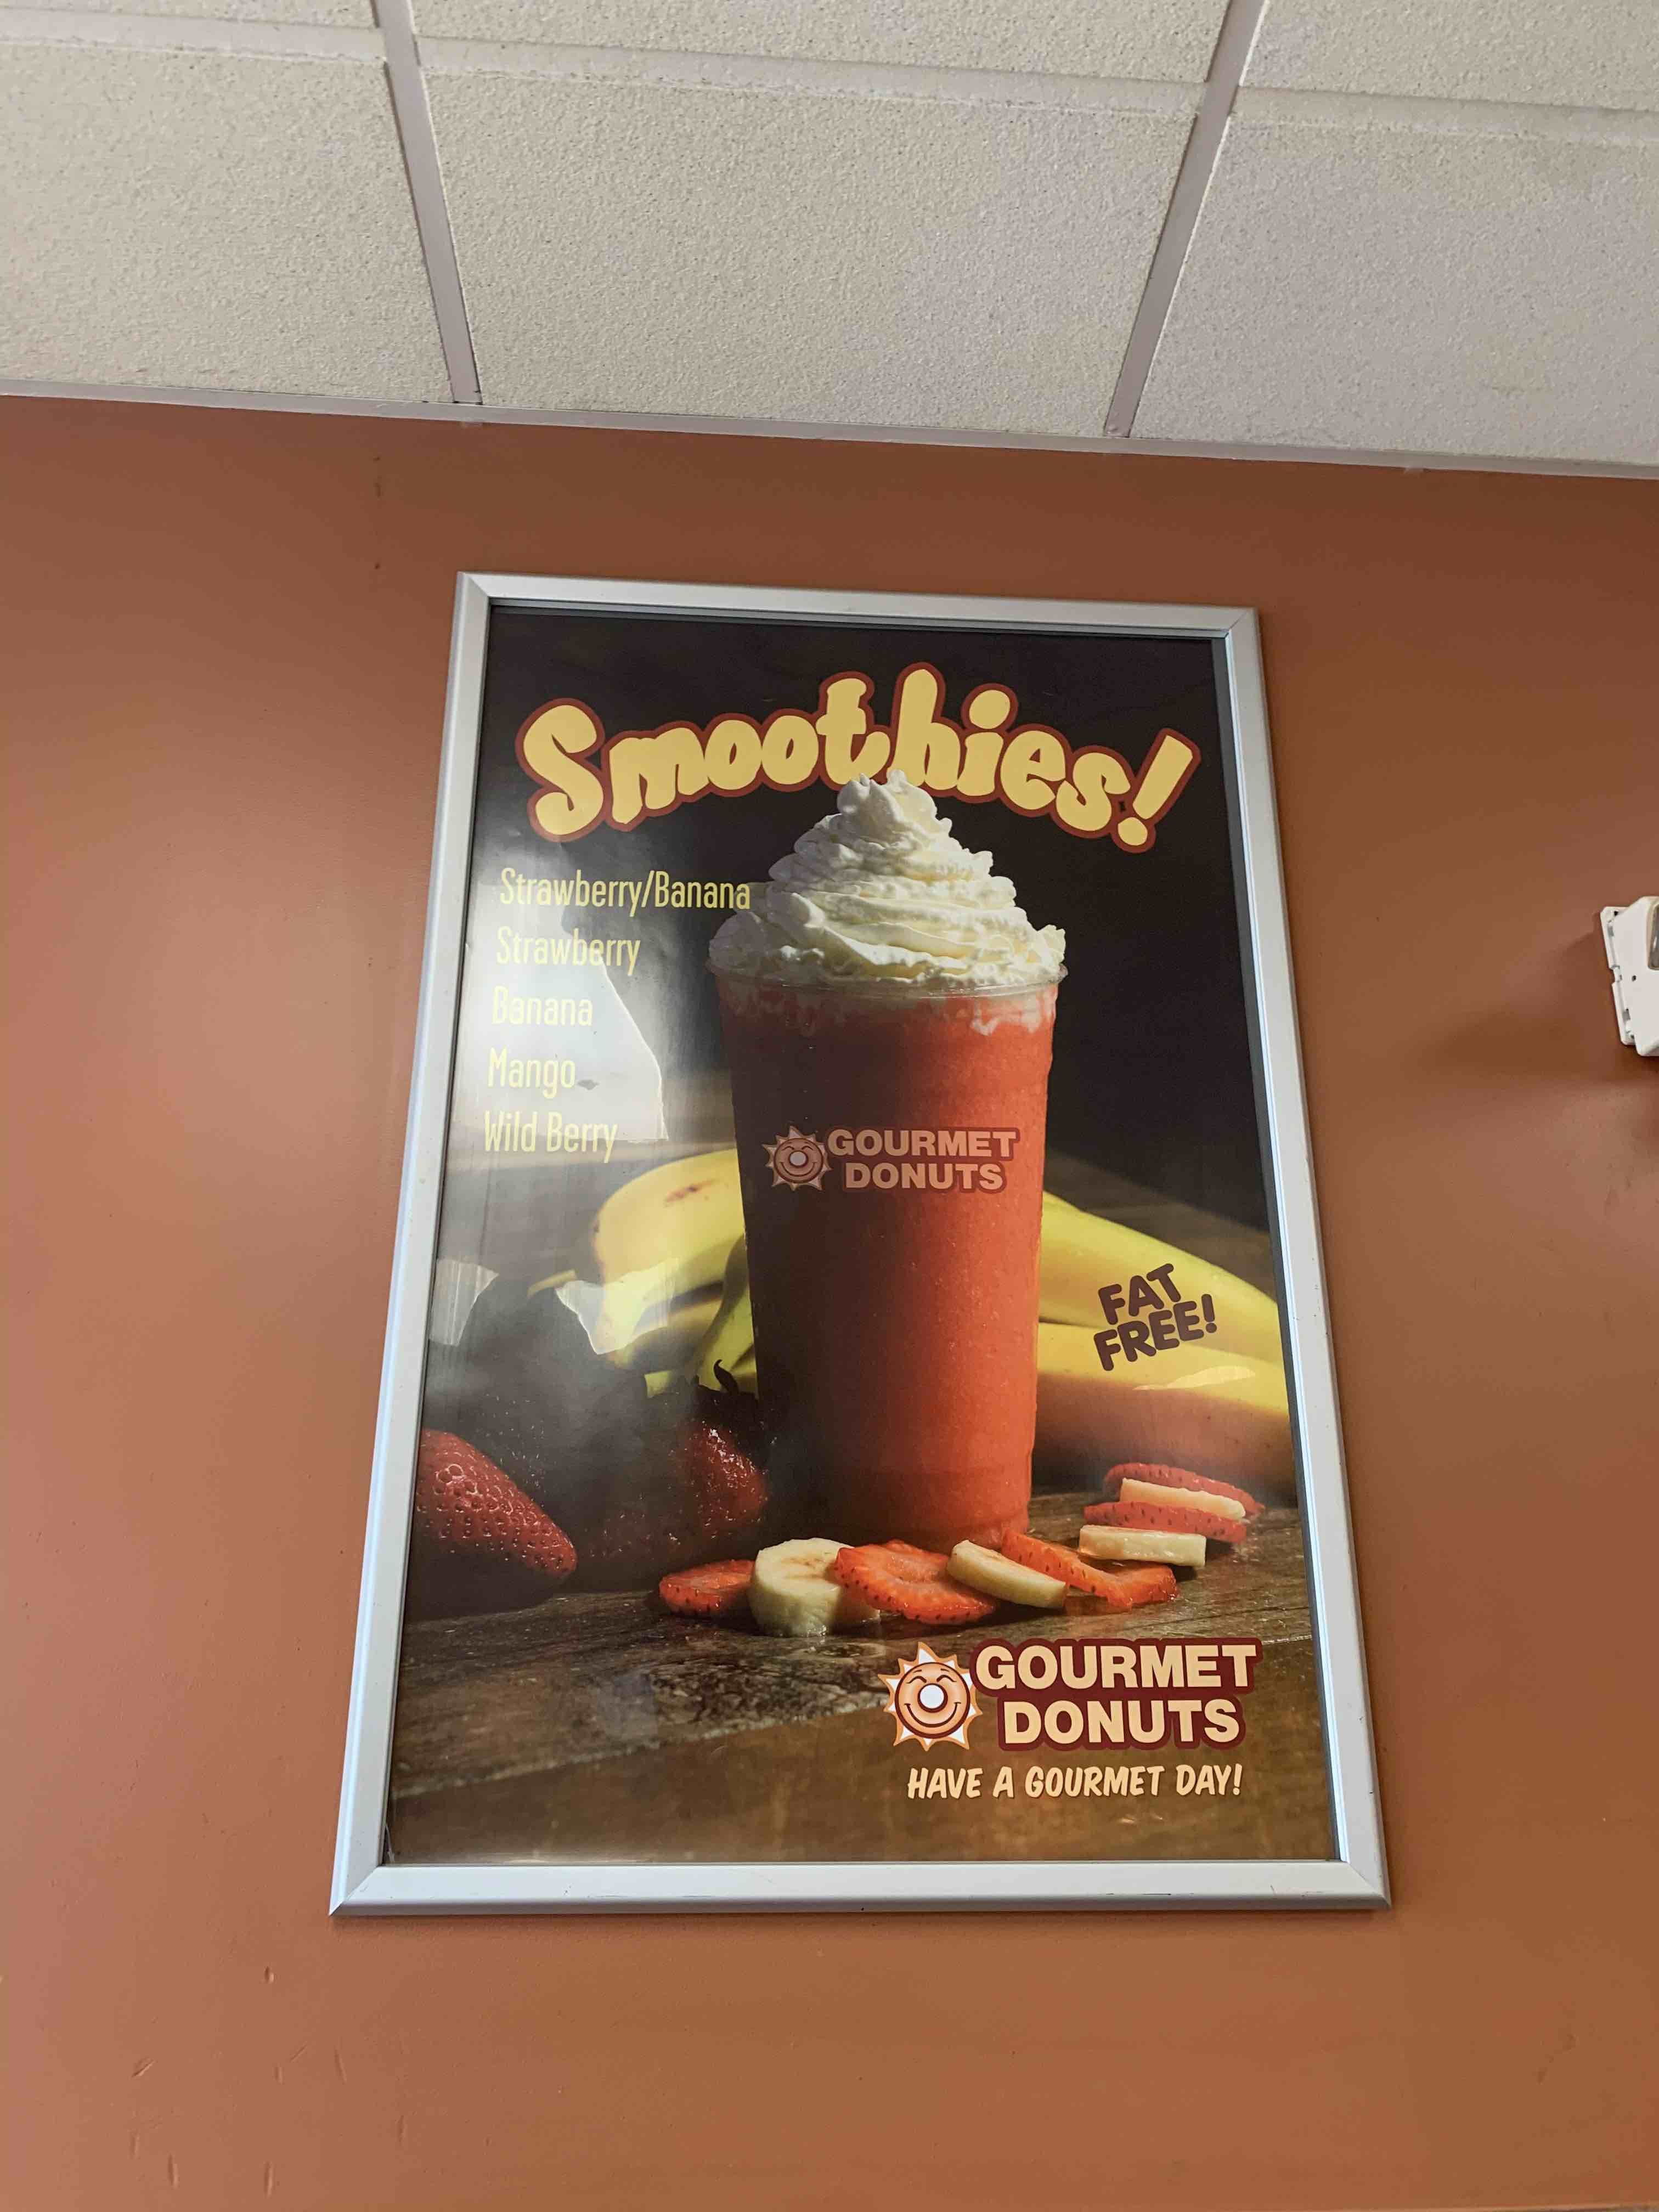 Smoothies!
Strawberry/Banana
Strawberry
Banana
Mango
Wild Berry
GOURMET
DONUTS
FAT
FREE!
GOURMET
DONUTS
HAVE A GOURMET DAY!